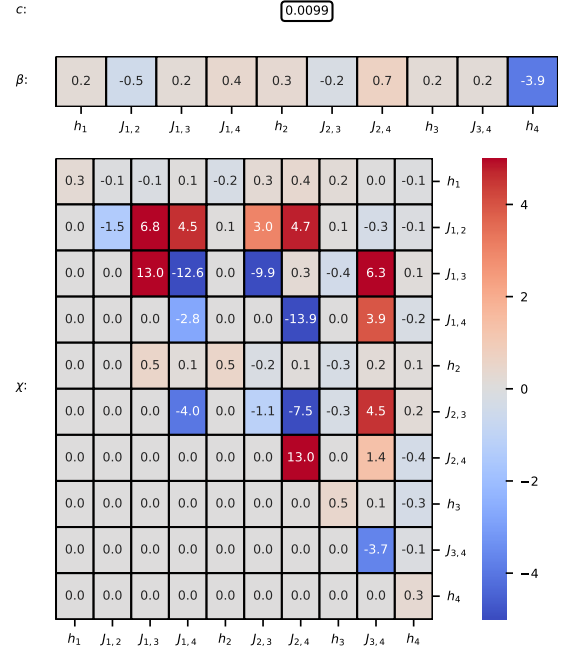 c: 0.0099
β: 0.2 -0.5 0.2 0.4 0.3 -0.2 0.7 0.2 0.2 -3.9
h₁ J₁,₂ J₁,₃ J₁,₄ h₂ J₂,₃ J₂,₄ h₃ J₃,₄ h₄
0.3 -0.1 -0.1 0.1 -0.2 0.3 0.4 0.2 0.0 -0.1 h₁
0.0 -1.5 6.8 4.5 0.1 3.0 4.7 0.1 -0.3 -0.1 J₁,₂
0.0 0.0 13.0 -12.6 0.0 -9.9 0.3 -0.4 6.3 0.1 J₁,₃
0.0 0.0 0.0 -2.8 0.0 0.0 -13.9 0.0 3.9 -0.2 J₁,₄
0.0 0.0 0.5 0.1 0.5 -0.2 0.1 -0.3 0.2 0.1 h₂
χ:
0.0 0.0 0.0 -4.0 0.0 -1.1 -7.5 -0.3 4.5 0.2 J₂,₃
0.0 0.0 0.0 0.0 0.0 0.0 13.0 0.0 1.4 -0.4 J₂,₄
0.0 0.0 0.0 0.0 0.0 0.0 0.0 0.5 0.1 -0.3 h₃
0.0 0.0 0.0 0.0 0.0 0.0 0.0 0.0 -3.7 -0.1 J₃,₄
0.0 0.0 0.0 0.0 0.0 0.0 0.0 0.0 0.0 0.3 h₄
h₁ J₁,₂ J₁,₃ J₁,₄ h₂ J₂,₃ J₂,₄ h₃ J₃,₄ h₄
4
2
0
−2
−4